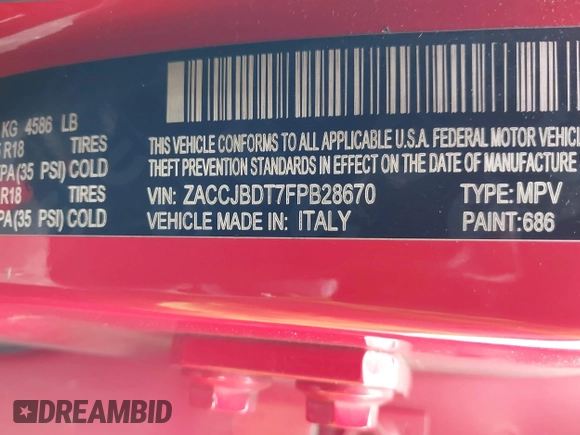 KG 4586 LB
R18 TIRES
PA (35 PSI) COLD
R18 TIRES
PA (35 PSI) COLD
THIS VEHICLE CONFORMS TO ALL APPLICABLE U.S.A. FEDERAL MOTOR VEHICLE
THEFT PREVENTION STANDARDS IN EFFECT ON THE DATE OF MANUFACTURE
VIN: ZACCJBDT7FPB28670 TYPE: MPV
VEHICLE MADE IN: ITALY PAINT:686
DREAMBID